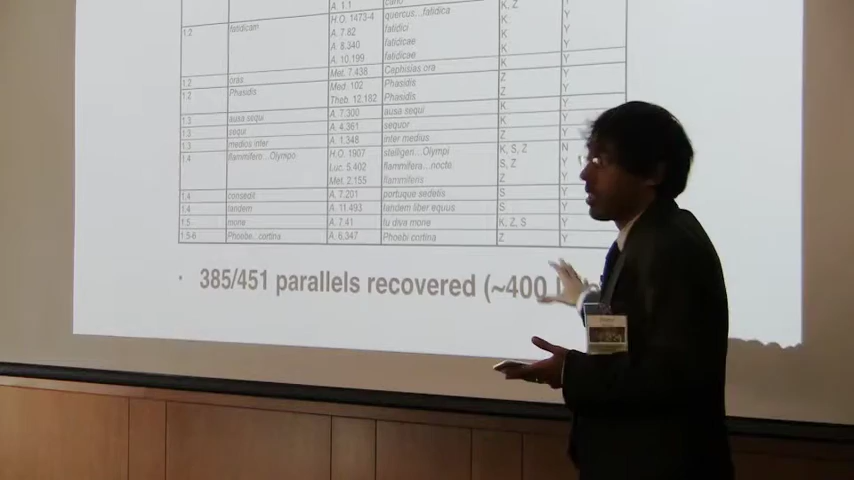 A. 1.1 cano K, Z Y
1.2 fatidicam H.O. 1473-4 quercus...fatidica K Y
A. 7.82 fatidici K Y
A. 8.340 fatidicae K Y
A. 10.199 fatidicae K Y
1.2 oras Met. 7.438 Cephisias ora K Y
1.2 Phasidis Med. 102 Phasidis Z Y
Theb. 12.182 Phasidis Z Y
1.3 ausa sequi A. 7.300 ausa sequi K Y
1.3 sequi A. 4.361 sequor K Y
1.3 medios inter A. 1.348 inter medius Z Y
1.4 flammifero...Olympo H.O. 1907 stelligeri...Olympi K, S, Z N
Luc. 5.402 flammifera...nocte S, Z
Met. 2.155 flammiferis Z Y
1.4 consedit A. 7.201 portuque sedetis S Y
1.4 tandem A. 11.493 tandem liber equus S Y
1.5 mone A. 7.41 tu diva mone K, Z, S Y
1.5-6 Phoebe...cortina A. 6.347 Phoebi cortina Z Y
• 385/451 parallels recovered (~400